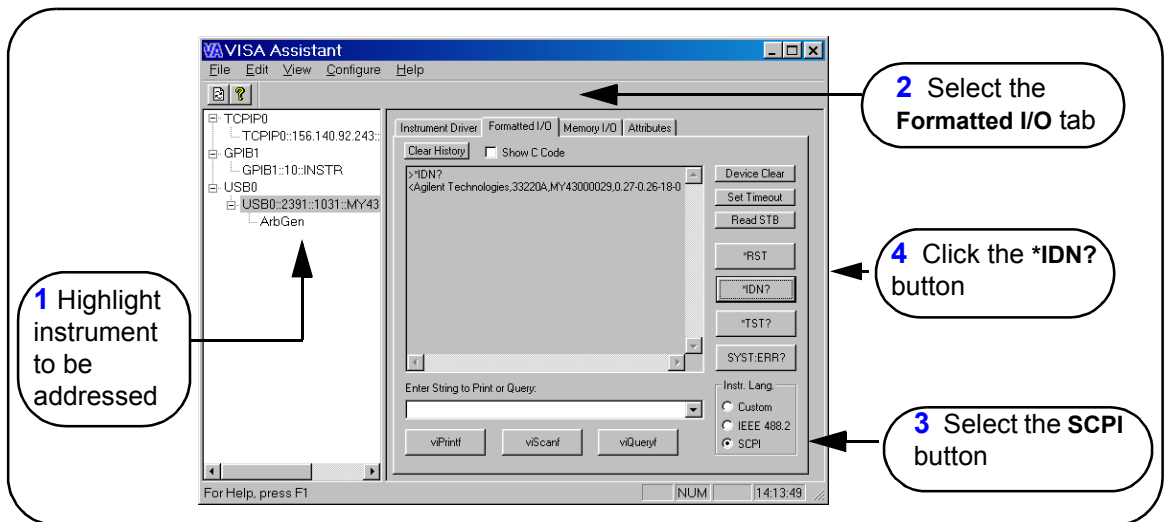 VA VISA Assistant
File Edit View Configure Help
TCPIP0
TCPIP0::156.140.92.243::
GPIB1
GPIB1::10::INSTR
USB0
USB0::2391::1031::MY43
ArbGen
Instrument Driver Formatted I/O Memory I/O Attributes
Clear History Show C Code
>*IDN?
<Agilent Technologies,33220A,MY43000029,0.27-0.26-18-0
Device Clear
Set Timeout
Read STB
*RST
*IDN?
*TST?
SYST:ERR?
Enter String to Print or Query:
viPrintf viScanf viQueryf
Instr. Lang.
Custom
IEEE 488.2
SCPI
For Help, press F1 NUM 14:13:49
1 Highlight
instrument
to be
addressed
2 Select the
Formatted I/O tab
4 Click the *IDN?
button
3 Select the SCPI
button